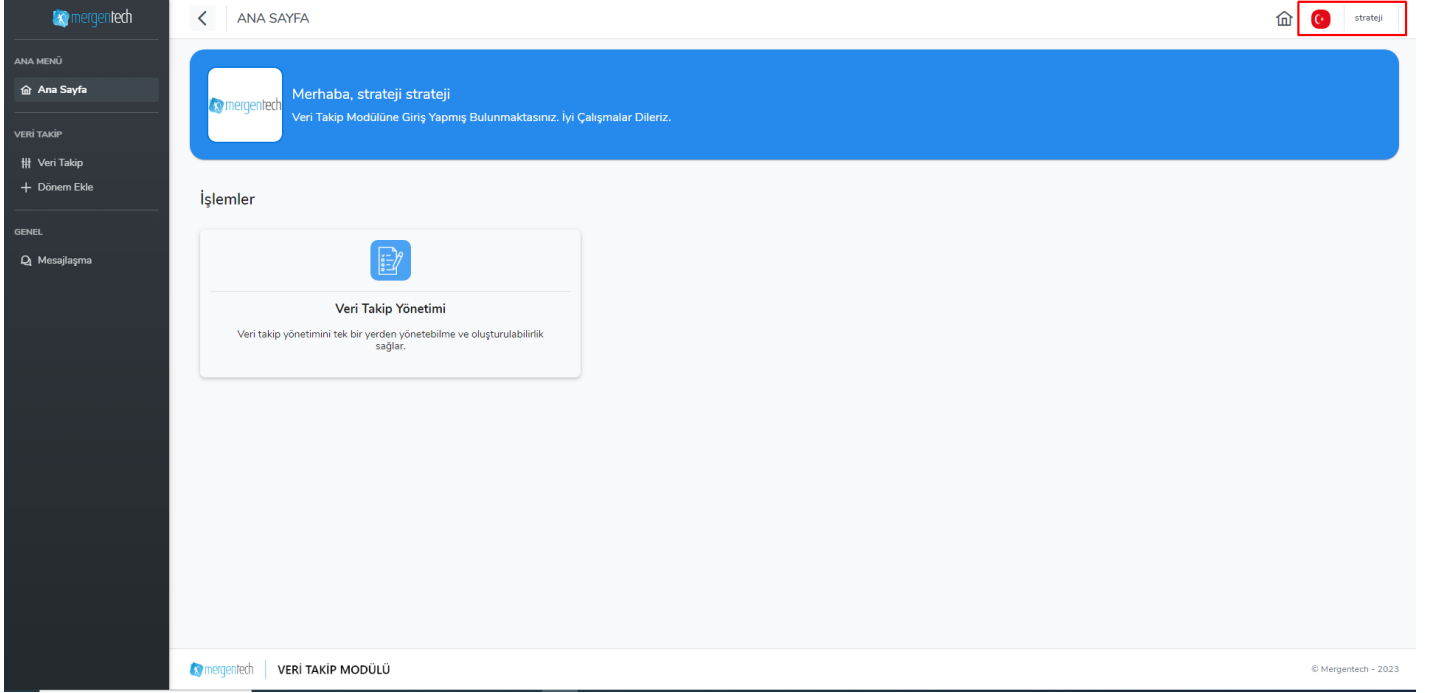 mergentech
ANA SAYFA
strateji
ANA MENÜ
Ana Sayfa
VERİ TAKİP
Veri Takip
Dönem Ekle
GENEL
Mesajlaşma
mergentech
Merhaba, strateji strateji
Veri Takip Modülüne Giriş Yapmış Bulunmaktasınız. İyi Çalışmalar Dileriz.
İşlemler
Veri Takip Yönetimi
Veri takip yönetimini tek bir yerden yönetebilme ve oluşturulabilirlik
sağlar.
mergentech
VERİ TAKİP MODÜLÜ
© Mergentech - 2023